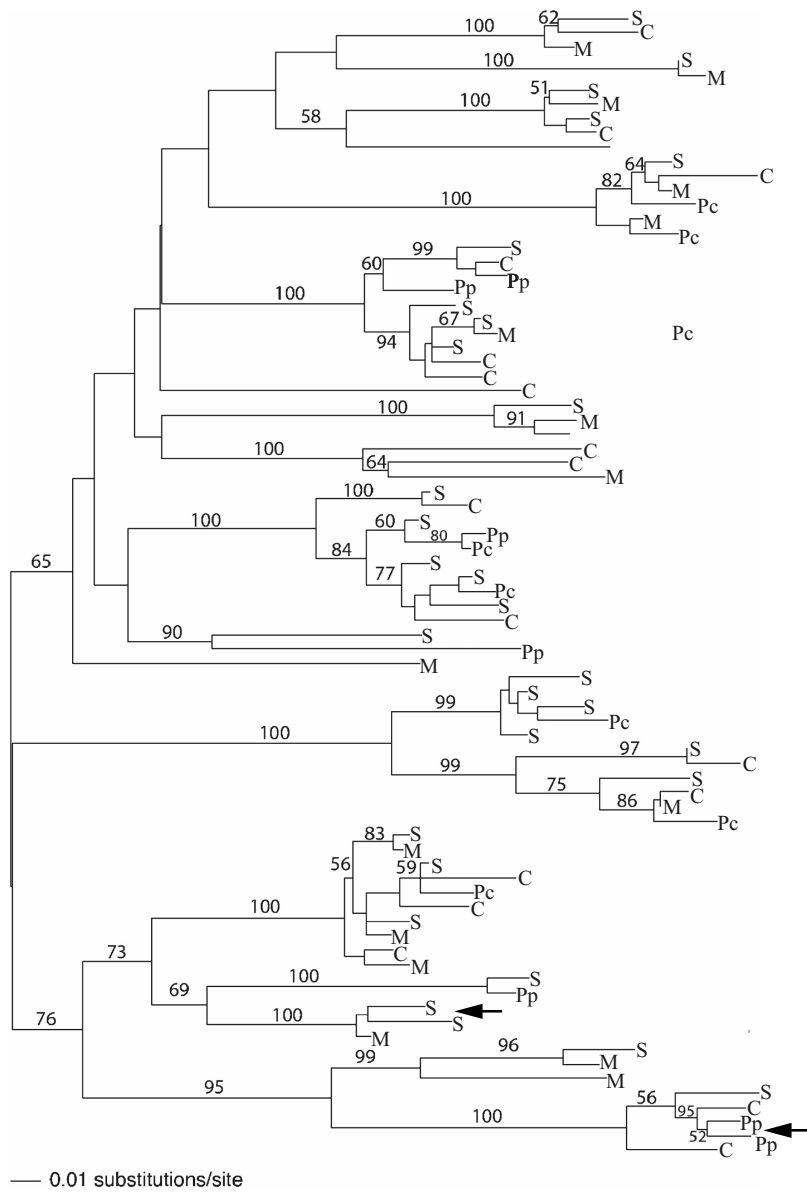 62 S
100 C
M
100 S
M
51 S
100 M
S
58 C
64 S
C
82 M
100 Pc
M
Pc
99 S
60 C
Pp
Pp
100
S
67 S
M
94 S
C
C
Pc
C
100 S
91 M
100 C
64 C
M
100 S
C
100 60 S
80 Pp
Pc
84
77 S
S
Pc
S
C
65
90 S
Pp
M
S
99 S
S
Pc
S
100
97 S
C
99
75 S
C
86 M
Pc
83 S
M
56 59 S
C
Pc
C
100
S
M
C
M
73
100 S
69 Pp
S
100 S
M
76
96 S
99 M
M
95
56 S
95 C
Pp
52 Pp
100
C
0.01 substitutions/site